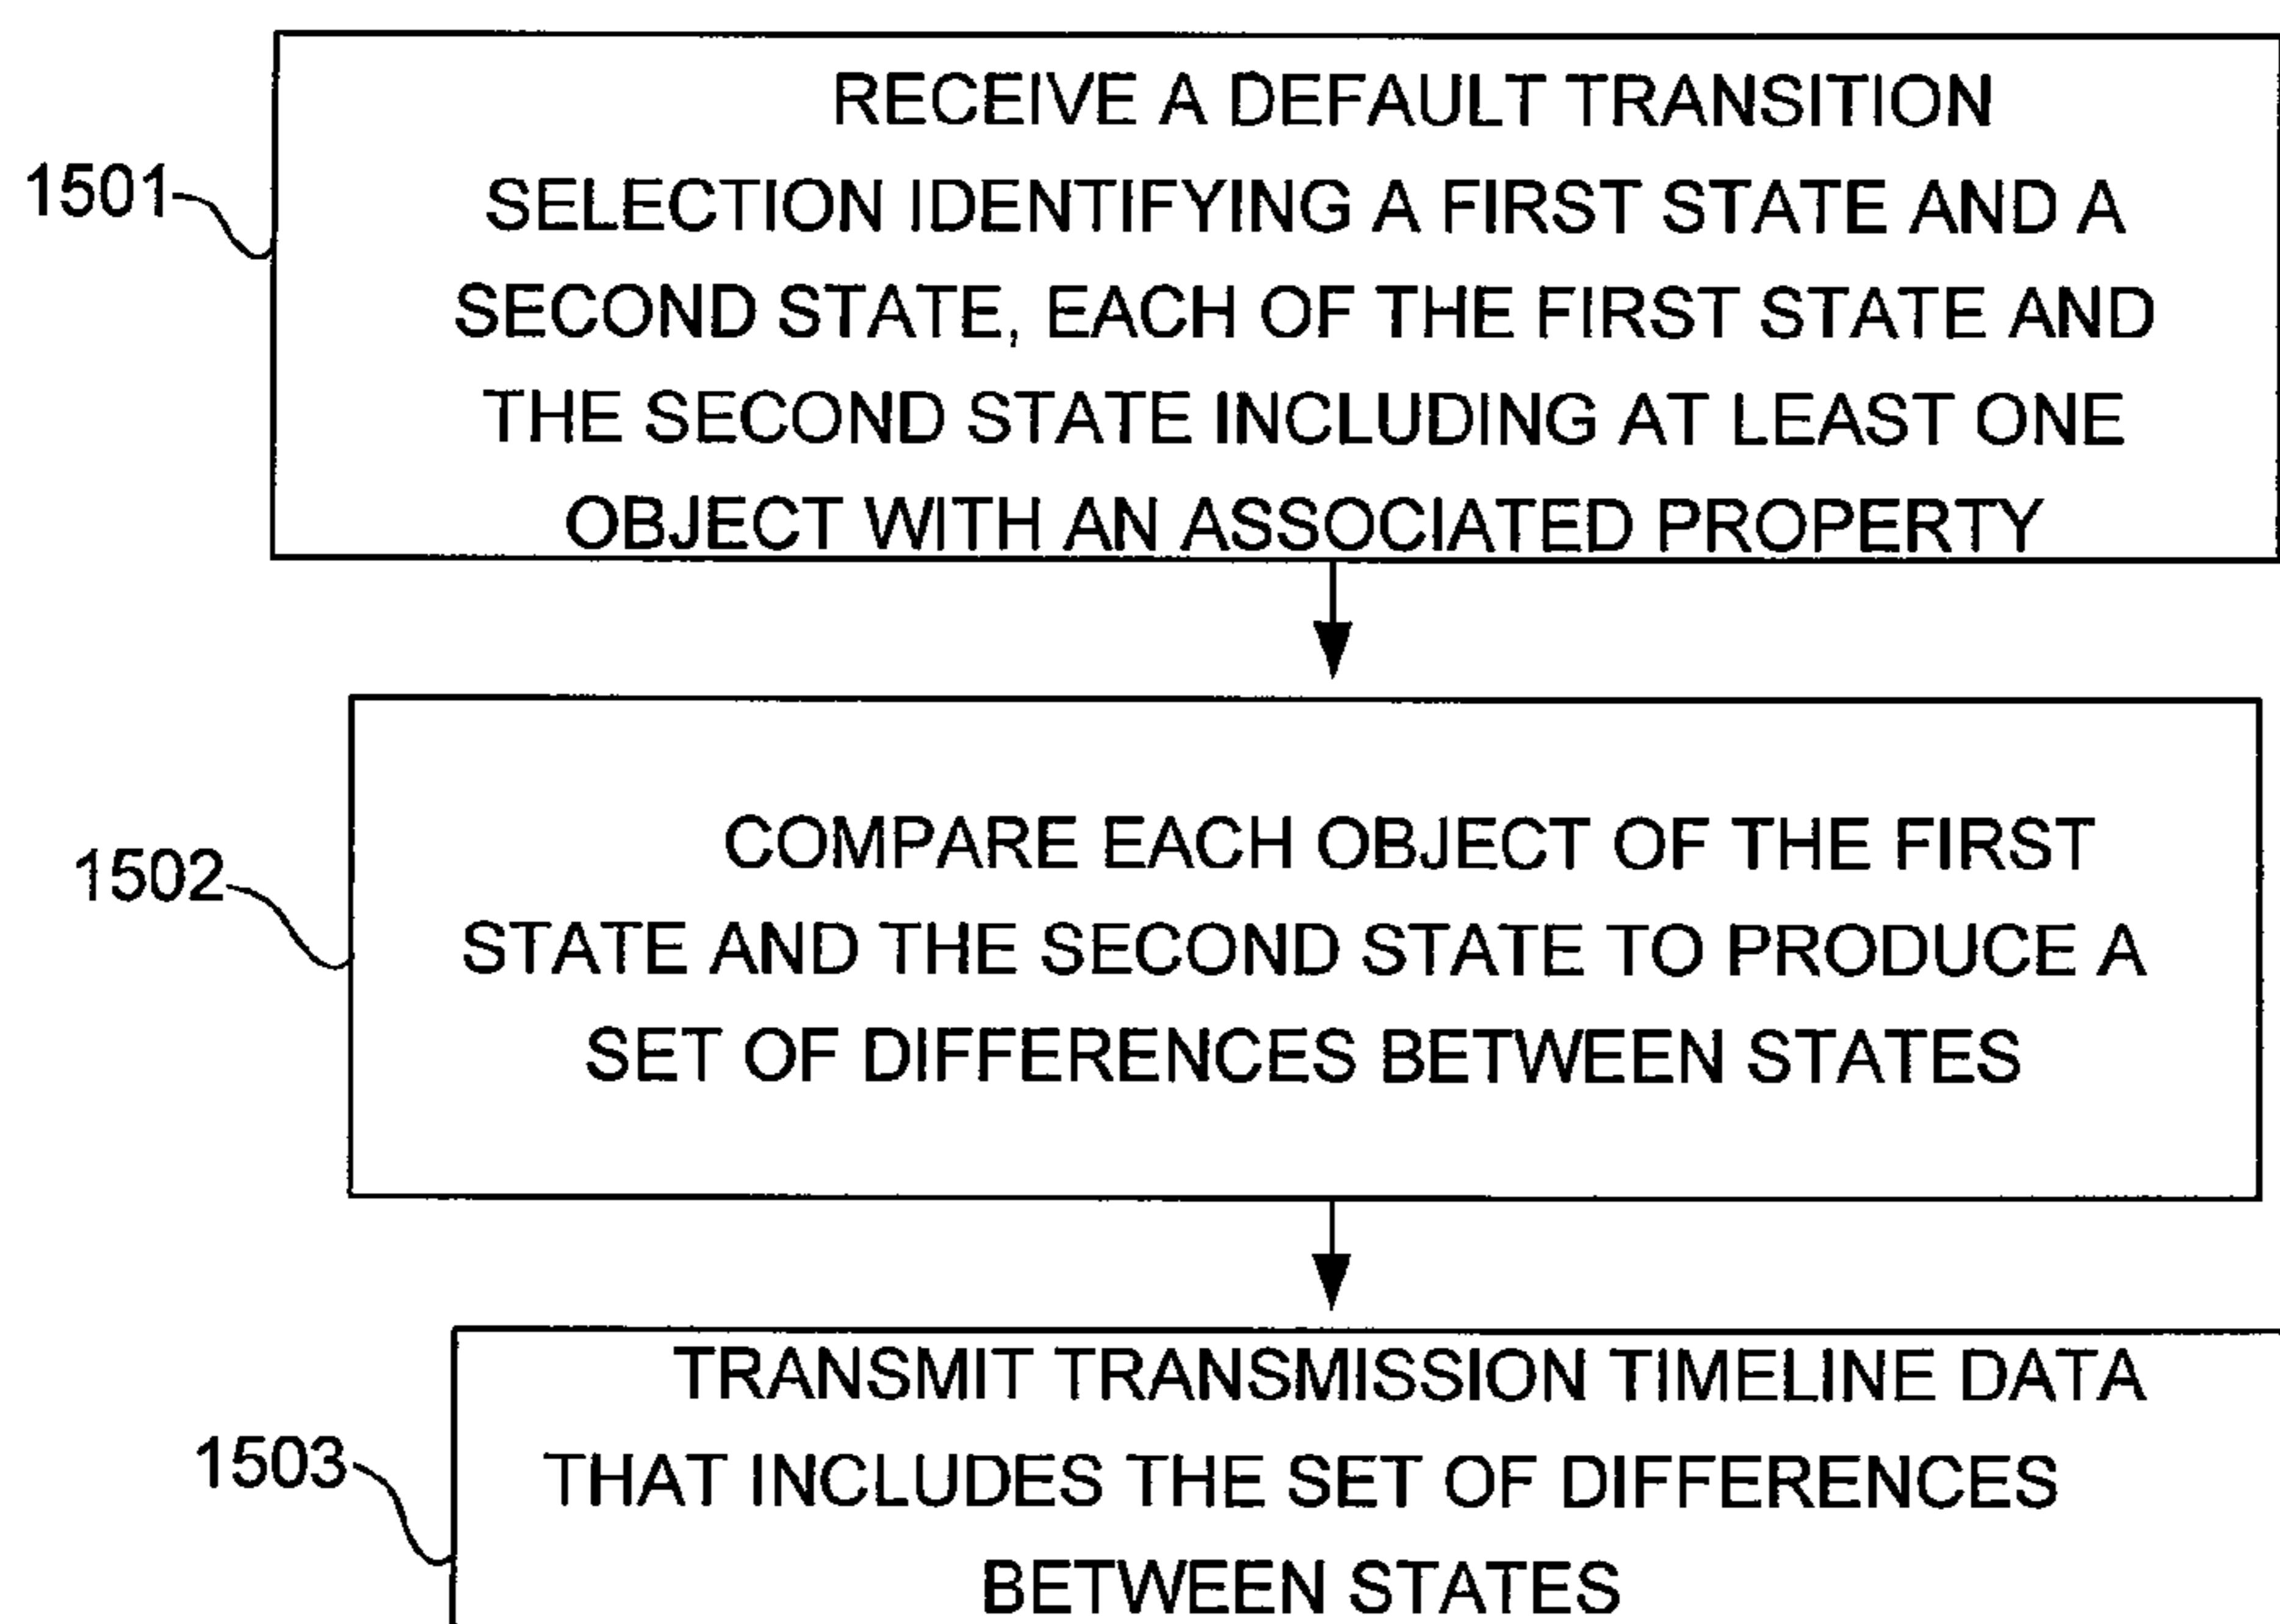 RECEIVE A DEFAULT TRANSITION
1501
SELECTION IDENTIFYING A FIRST STATE AND A
SECOND STATE, EACH OF THE FIRST STATE AND
THE SECOND STATE INCLUDING AT LEAST ONE
OBJECT WITH AN ASSOCIATED PROPERTY
1502
COMPARE EACH OBJECT OF THE FIRST
STATE AND THE SECOND STATE TO PRODUCE A
SET OF DIFFERENCES BETWEEN STATES
TRANSMIT TRANSMISSION TIMELINE DATA
1503
THAT INCLUDES THE SET OF DIFFERENCES
BETWEEN STATES